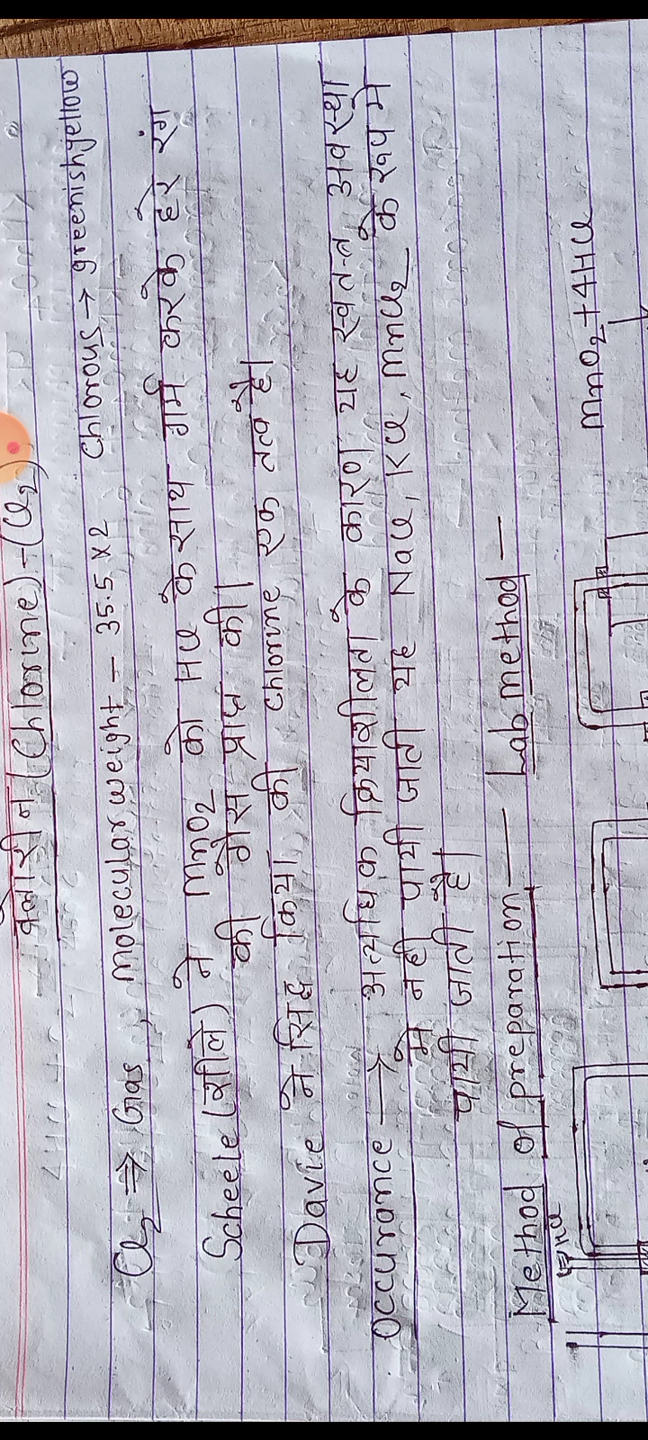 क्लोरीन (Chlorine) - (Cl2)
Cl2 ⇒ Gas, molecular weight - 35.5 × 2 Chlorous → greenish yellow
Scheele (शीले) ने MnO2 को HCl के साथ गर्म करके हरे रंग
की गैस प्राप्त की।
Davie ने सिद्ध किया की chlorine एक तत्व है।
Occurance → अत्यधिक क्रियाशीलता के कारण यह स्वतन्त्र अवस्था
मे नही पायी जाती यह NaCl, KCl, MnCl2 के रूप मे
पायी जाती है।
Method of preparation — Lab method —
HCl
MnO2 + 4HCl